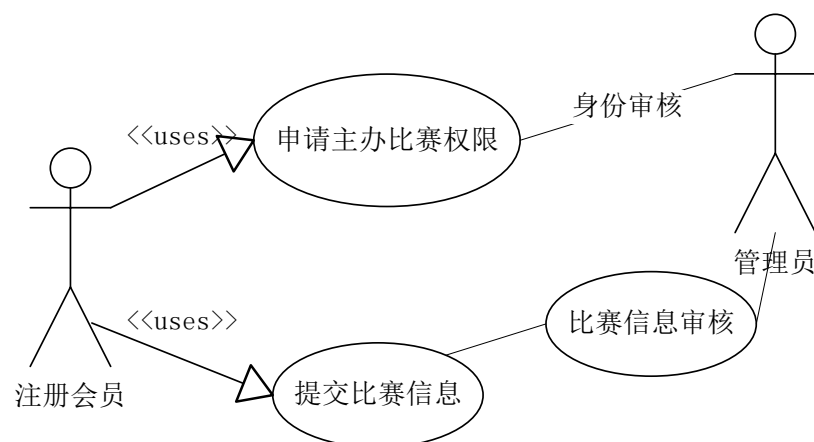 身份审核
<<uses>>
申请主办比赛权限
管理员
<<uses>>
比赛信息审核
注册会员
提交比赛信息